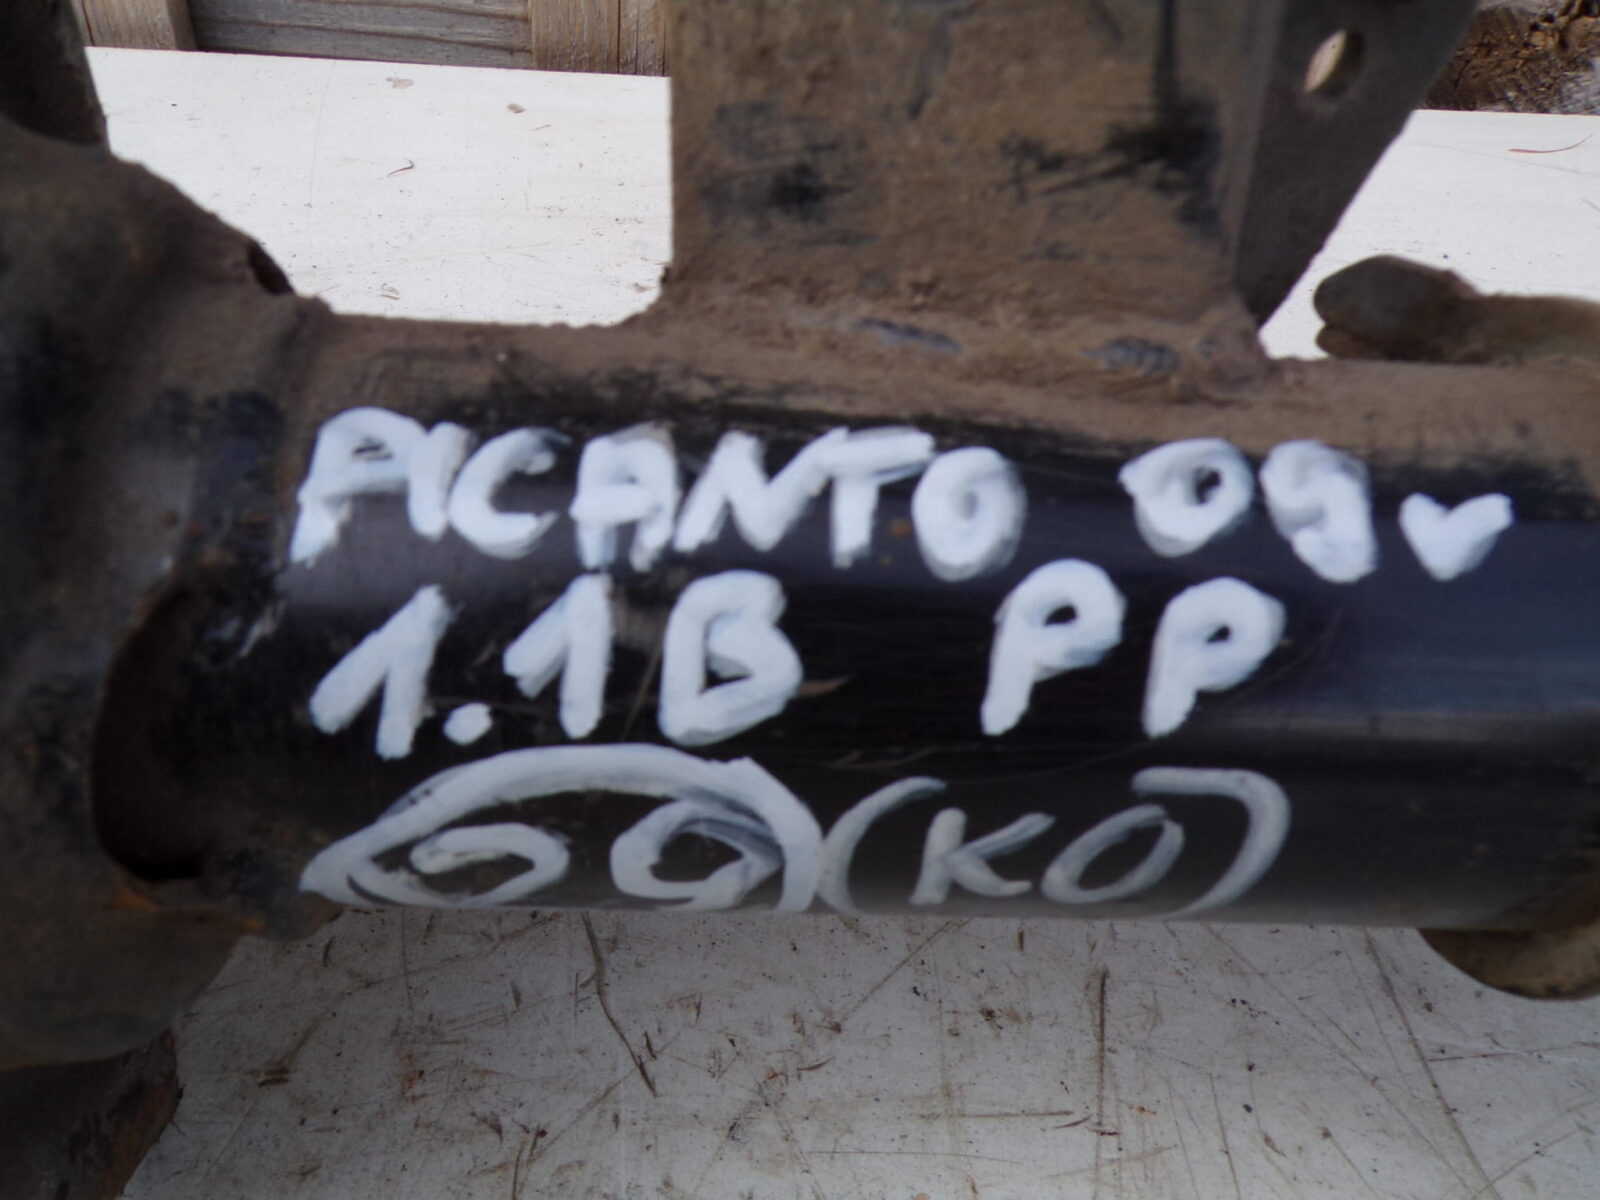 PICANTO 09v
1.1B PP
09 (KO)